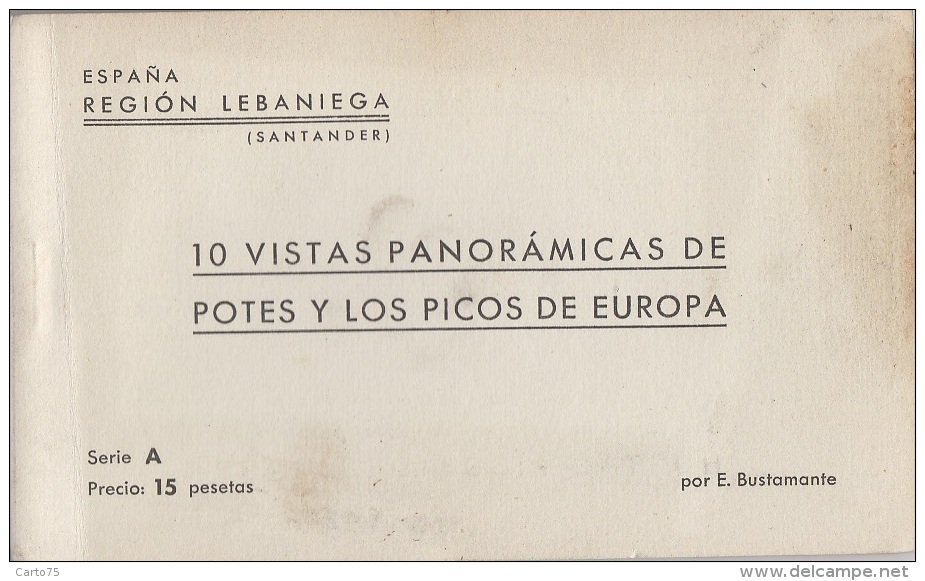 ESPAÑA
REGIÓN LEBANIEGA
(SANTANDER)
10 VISTAS PANORÁMICAS DE
POTES Y LOS PICOS DE EUROPA
Serie A
Precio: 15 pesetas
por E. Bustamante
Carto75
www.delcampe.net